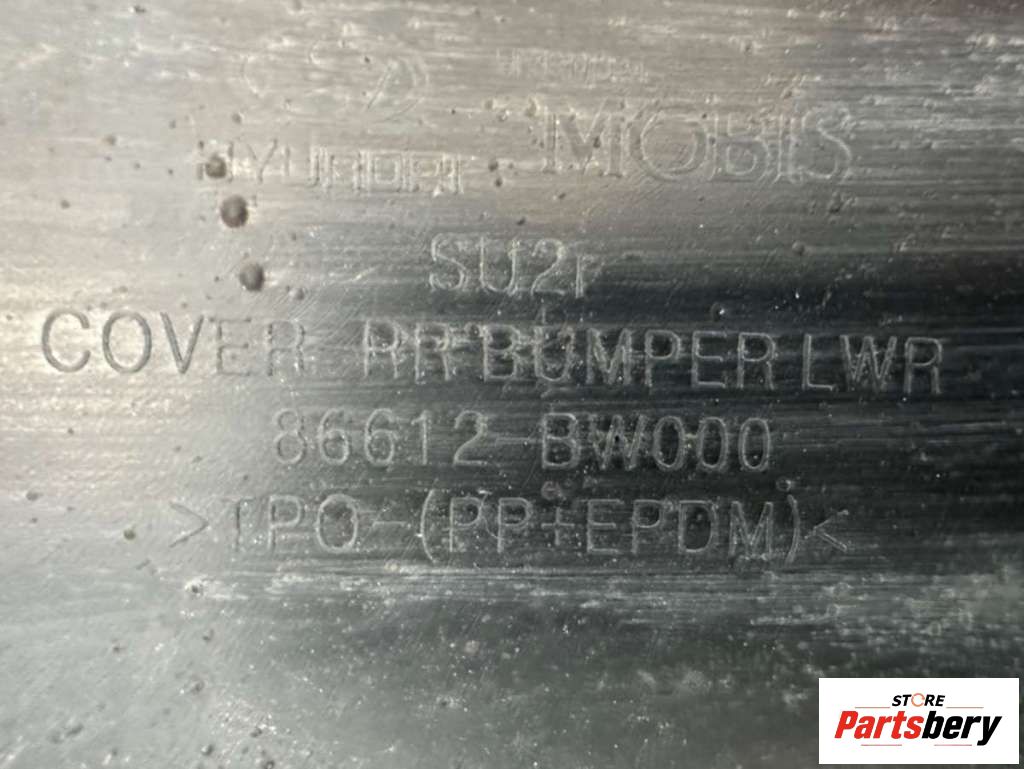 HYUNDAI MOBIS
SU2r
COVER RR BUMPER LWR
86612-BW000
>TPO-(PP+EPDM)<
STORE
Partsbery